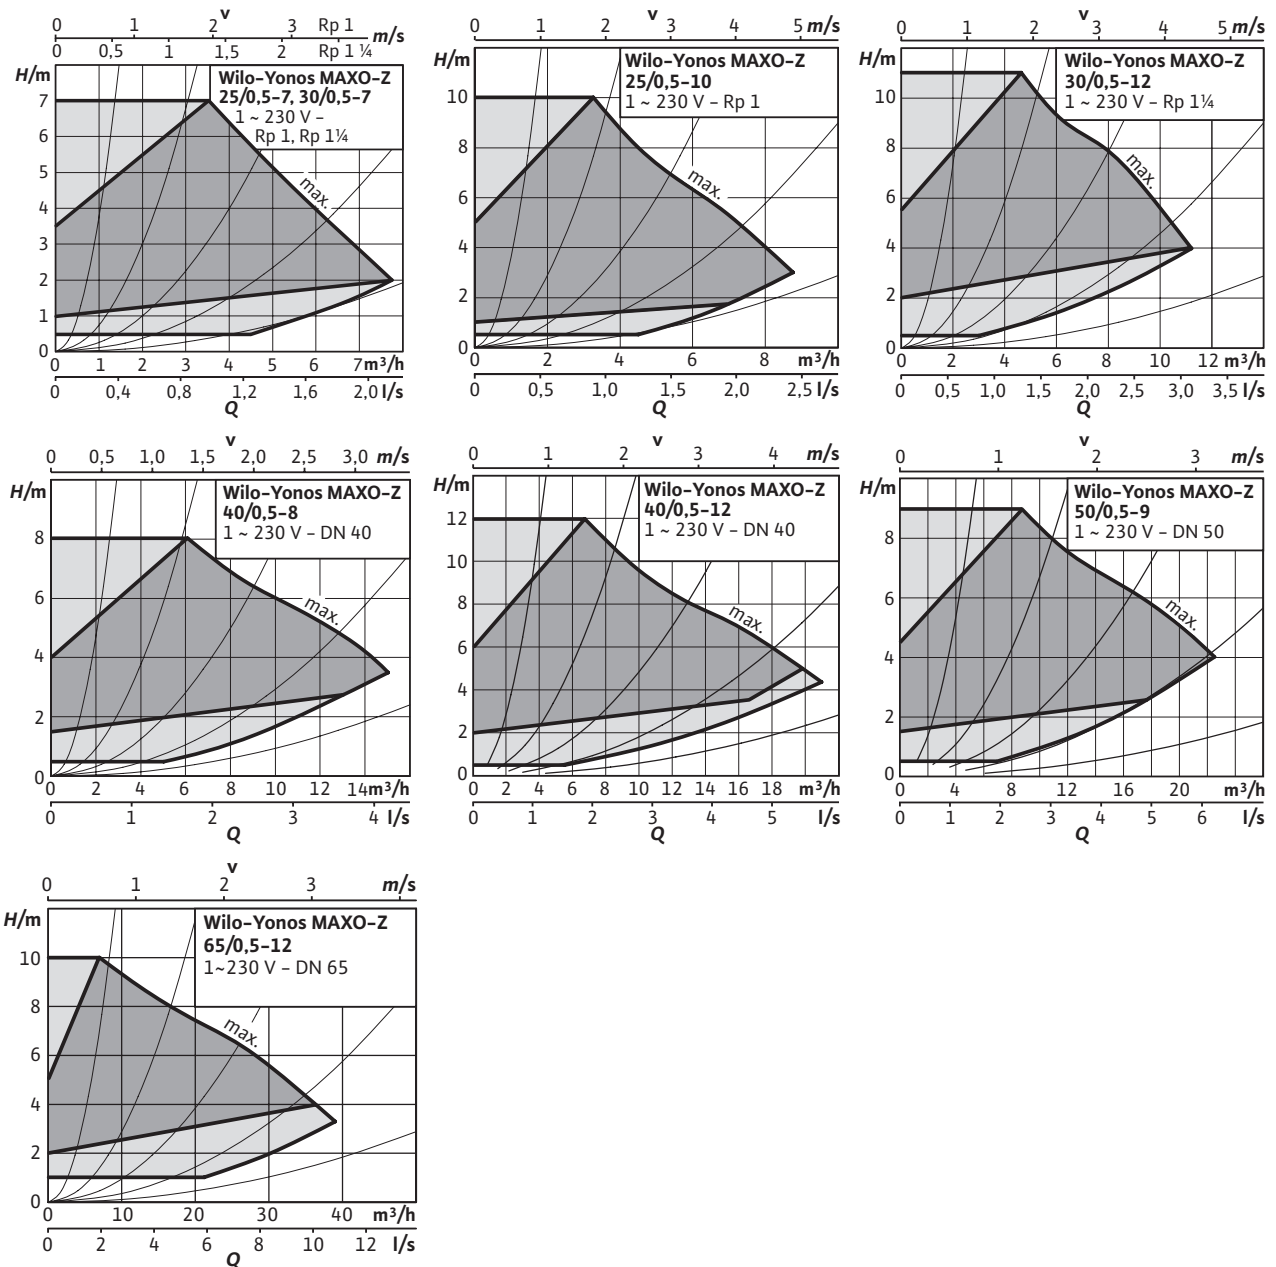 v
0 1 2 3 Rp 1
m/s
0 0,5 1 1,5 2 Rp 1 ¼
H/m
Wilo-Yonos MAXO-Z
25/0,5-7, 30/0,5-7
1 ~ 230 V –
Rp 1, Rp 1¼
max.
7
6
5
4
3
2
1
0
0 1 2 3 4 5 6 7 m³/h
0 0,4 0,8 1,2 1,6 2,0 l/s
Q
v
0 1 2 3 4 5 m/s
H/m
Wilo-Yonos MAXO-Z
25/0,5-10
1 ~ 230 V – Rp 1
max.
10
8
6
4
2
0
0 2 4 6 8 m³/h
0 0,5 1,0 1,5 2,0 2,5 l/s
Q
v
0 1 2 3 4 5 m/s
H/m
Wilo-Yonos MAXO-Z
30/0,5-12
1 ~ 230 V – Rp 1¼
max.
10
8
6
4
2
0
0 2 4 6 8 10 12 m³/h
0 0,5 1,0 1,5 2,0 2,5 3,0 3,5 l/s
Q
v
0 0,5 1,0 1,5 2,0 2,5 3,0 m/s
H/m
Wilo-Yonos MAXO-Z
40/0,5-8
1 ~ 230 V – DN 40
max.
8
6
4
2
0
0 2 4 6 8 10 12 14 m³/h
0 1 2 3 4 l/s
Q
v
0 1 2 3 4 m/s
H/m
Wilo-Yonos MAXO-Z
40/0,5-12
1 ~ 230 V – DN 40
max.
12
10
8
6
4
2
0
0 2 4 6 8 10 12 14 16 18 m³/h
0 1 2 3 4 5 l/s
Q
v
0 1 2 3 m/s
H/m
Wilo-Yonos MAXO-Z
50/0,5-9
1 ~ 230 V – DN 50
max.
8
6
4
2
0
0 4 8 12 16 20 m³/h
0 1 2 3 4 5 6 l/s
Q
v
0 1 2 3 m/s
H/m
Wilo-Yonos MAXO-Z
65/0,5-12
1~230 V – DN 65
max.
10
8
6
4
2
0
0 10 20 30 40 m³/h
0 2 4 6 8 10 12 l/s
Q